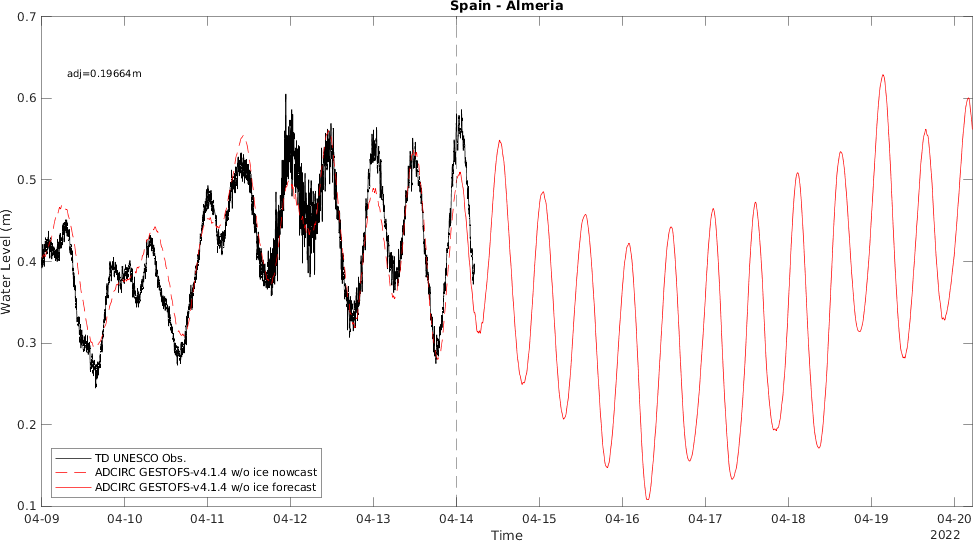 Spain - Almeria
adj=0.19664m
0.7
0.6
0.5
0.4
0.3
0.2
0.1
Water Level (m)
TD UNESCO Obs.
ADCIRC GESTOFS-v4.1.4 w/o ice nowcast
ADCIRC GESTOFS-v4.1.4 w/o ice forecast
04-09 04-10 04-11 04-12 04-13 04-14 04-15 04-16 04-17 04-18 04-19 04-20
Time
2022